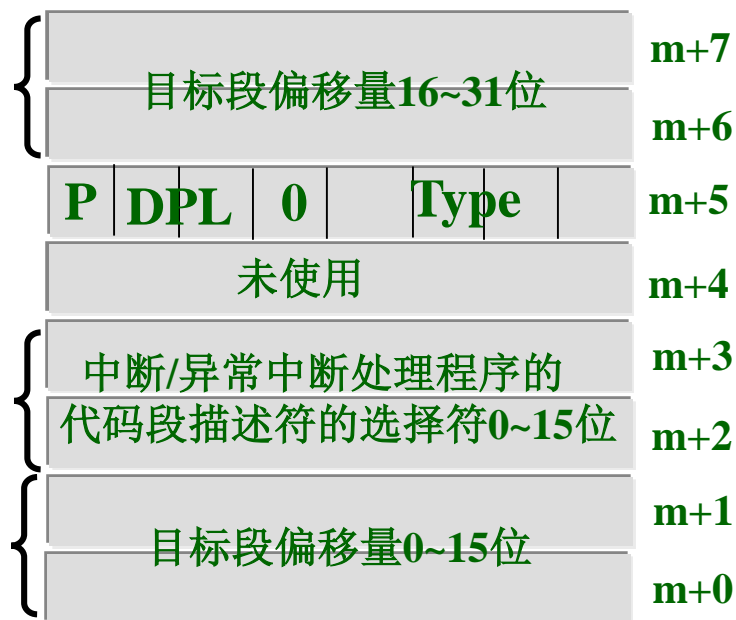 m+7
目标段偏移量16~31位
m+6
P DPL 0 Type m+5
未使用 m+4
中断/异常中断处理程序的 m+3
代码段描述符的选择符0~15位 m+2
m+1
目标段偏移量0~15位
m+0